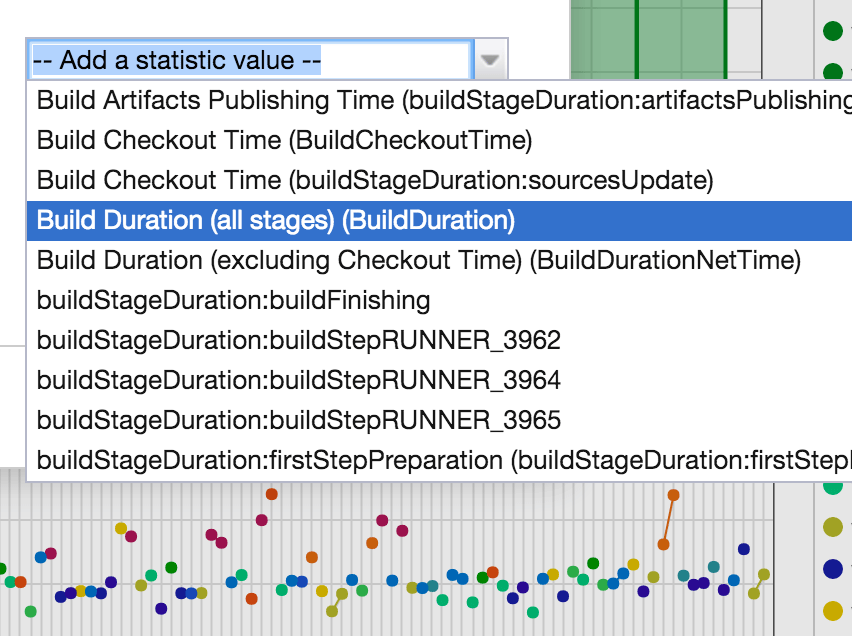 -- Add a statistic value --
Build Artifacts Publishing Time (buildStageDuration:artifactsPublishing
Build Checkout Time (BuildCheckoutTime)
Build Checkout Time (buildStageDuration:sourcesUpdate)
Build Duration (all stages) (BuildDuration)
Build Duration (excluding Checkout Time) (BuildDurationNetTime)
buildStageDuration:buildFinishing
buildStageDuration:buildStepRUNNER_3962
buildStageDuration:buildStepRUNNER_3964
buildStageDuration:buildStepRUNNER_3965
buildStageDuration:firstStepPreparation (buildStageDuration:firstStep